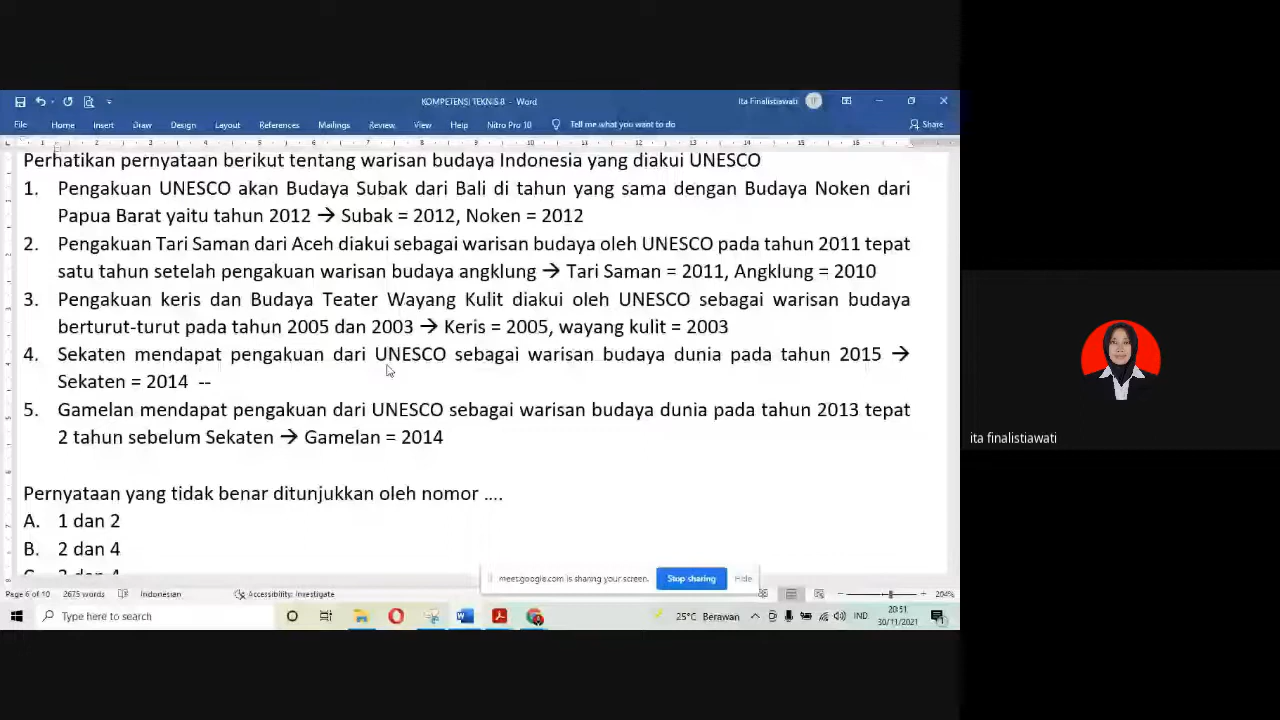 KOMPETENSI TEKNIS 8 - Word
Ita Finalistiawati
IF
File Home Insert Draw Design Layout References Mailings Review View Help Nitro Pro 10 Tell me what you want to do Share
Perhatikan pernyataan berikut tentang warisan budaya Indonesia yang diakui UNESCO
1. Pengakuan UNESCO akan Budaya Subak dari Bali di tahun yang sama dengan Budaya Noken dari
Papua Barat yaitu tahun 2012 → Subak = 2012, Noken = 2012
2. Pengakuan Tari Saman dari Aceh diakui sebagai warisan budaya oleh UNESCO pada tahun 2011 tepat
satu tahun setelah pengakuan warisan budaya angklung → Tari Saman = 2011, Angklung = 2010
3. Pengakuan keris dan Budaya Teater Wayang Kulit diakui oleh UNESCO sebagai warisan budaya
berturut-turut pada tahun 2005 dan 2003 → Keris = 2005, wayang kulit = 2003
4. Sekaten mendapat pengakuan dari UNESCO sebagai warisan budaya dunia pada tahun 2015 →
Sekaten = 2014 --
5. Gamelan mendapat pengakuan dari UNESCO sebagai warisan budaya dunia pada tahun 2013 tepat
2 tahun sebelum Sekaten → Gamelan = 2014
Pernyataan yang tidak benar ditunjukkan oleh nomor ....
A. 1 dan 2
B. 2 dan 4
ita finalistiawati
meet.google.com is sharing your screen. Stop sharing Hide
Page 6 of 10 2675 words Indonesian Accessibility: Investigate 204%
Type here to search
25°C Berawan IND 20:51
30/11/2021